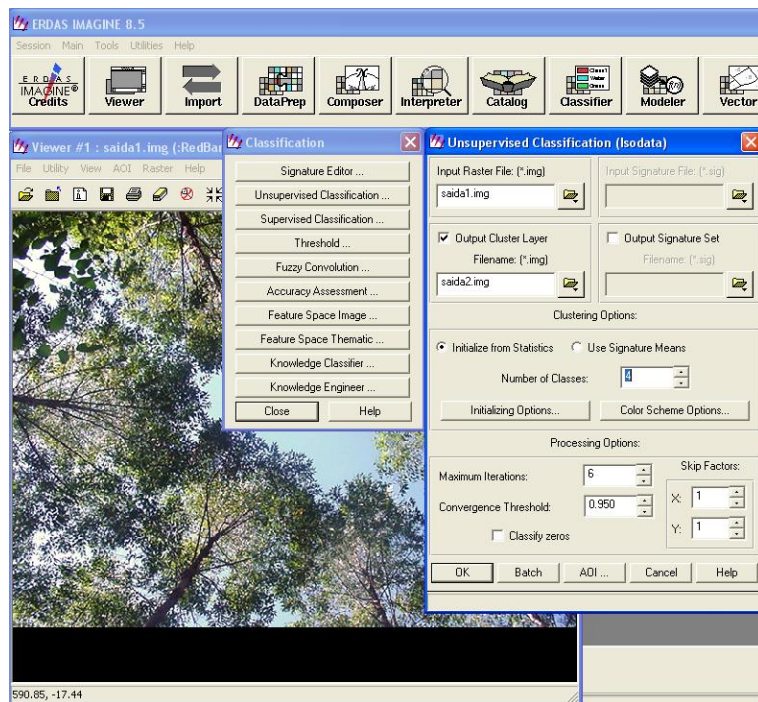 ERDAS IMAGINE 8.5
Session Main Tools Utilities Help
ERDAS
IMAGINE®
Credits Viewer Import DataPrep Composer Interpreter Catalog Classifier Modeler Vector
Viewer #1 : saida1.img (:RedBan
File Utility View AOI Raster Help
Classification
Signature Editor ...
Unsupervised Classification ...
Supervised Classification ...
Threshold ...
Fuzzy Convolution ...
Accuracy Assessment ...
Feature Space Image ...
Feature Space Thematic ...
Knowledge Classifier ...
Knowledge Engineer ...
Close Help
Unsupervised Classification (Isodata)
Input Raster File: (*.img) Input Signature File: (*.sig)
saida1.img
Output Cluster Layer Output Signature Set
Filename: (*.img) Filename: (*.sig)
saida2.img
Clustering Options:
Initialize from Statistics Use Signature Means
Number of Classes: 4
Initializing Options... Color Scheme Options...
Processing Options:
Maximum Iterations: 6 Skip Factors:
Convergence Threshold: 0.950 X: 1
Classify zeros Y: 1
OK Batch AOI ... Cancel Help
590.85, -17.44